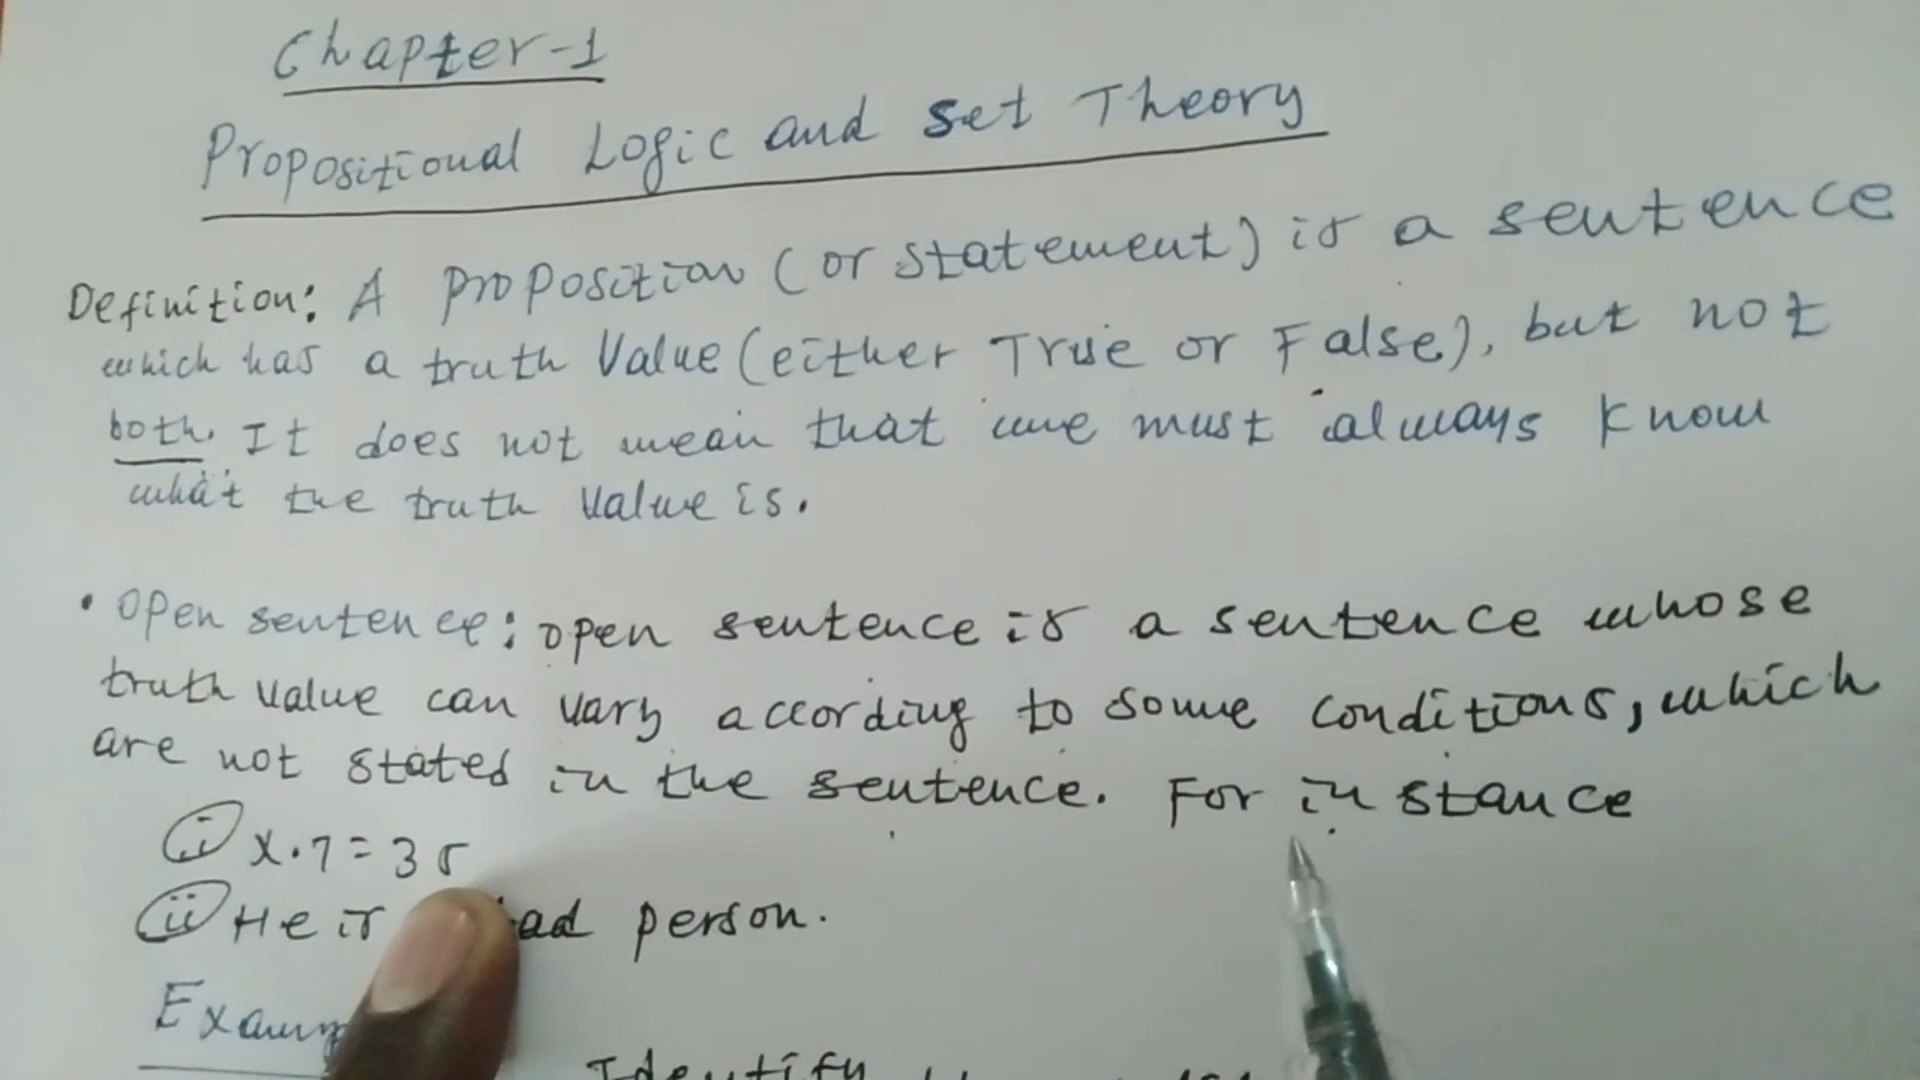 Chapter-1
Propositional Logic and set Theory
Definition: A proposition (or statement) is a sentence
which has a truth Value (either True or False), but not
both. It does not mean that we must always know
what the truth value is.
• Open sentence: open sentence is a sentence whose
truth value can vary according to some conditions, which
are not stated in the sentence. For instance
(i) x.7=35
(ii) He is person.
Identify